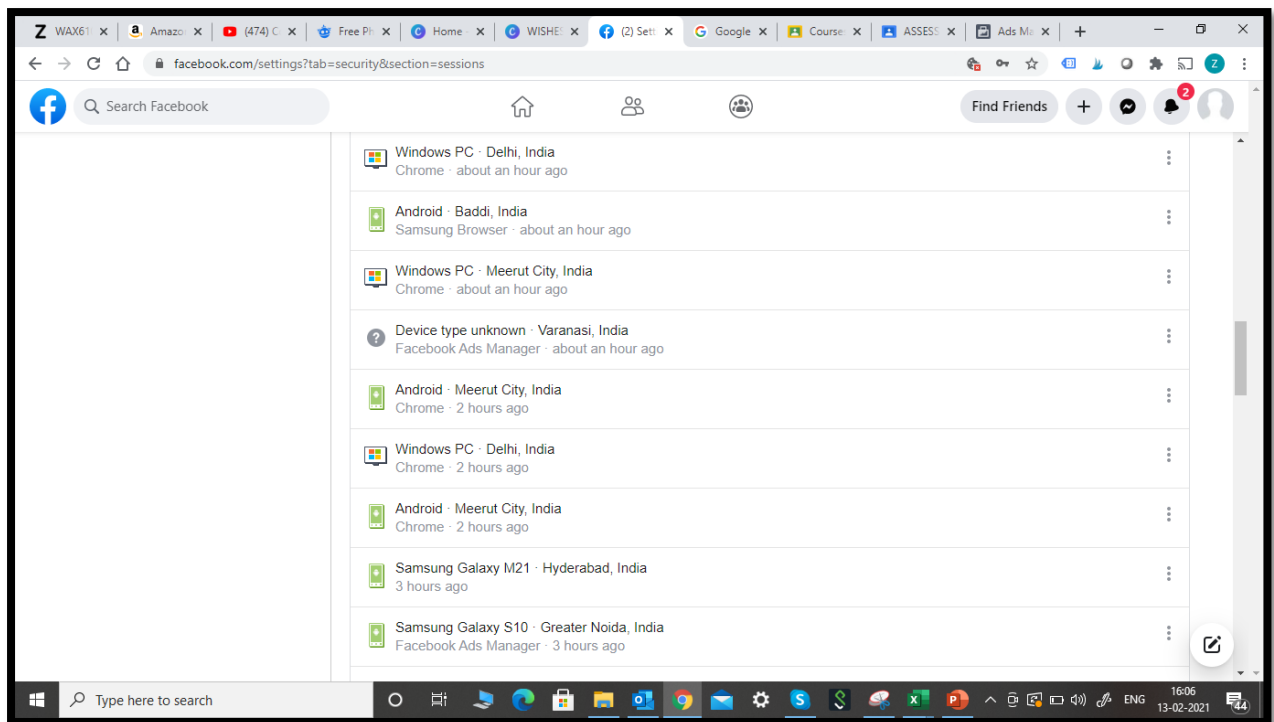 Z WAX61
a Amazo
(474) C
Free Ph
Home -
WISHES
(2) Sett
Google
Course
ASSESS
Ads Ma
facebook.com/settings?tab=security&section=sessions
Z
Search Facebook
Find Friends
2
Windows PC · Delhi, India
Chrome · about an hour ago
Android · Baddi, India
Samsung Browser · about an hour ago
Windows PC · Meerut City, India
Chrome · about an hour ago
Device type unknown · Varanasi, India
Facebook Ads Manager · about an hour ago
Android · Meerut City, India
Chrome · 2 hours ago
Windows PC · Delhi, India
Chrome · 2 hours ago
Android · Meerut City, India
Chrome · 2 hours ago
Samsung Galaxy M21 · Hyderabad, India
3 hours ago
Samsung Galaxy S10 · Greater Noida, India
Facebook Ads Manager · 3 hours ago
Type here to search
ENG
16:06
13-02-2021
44